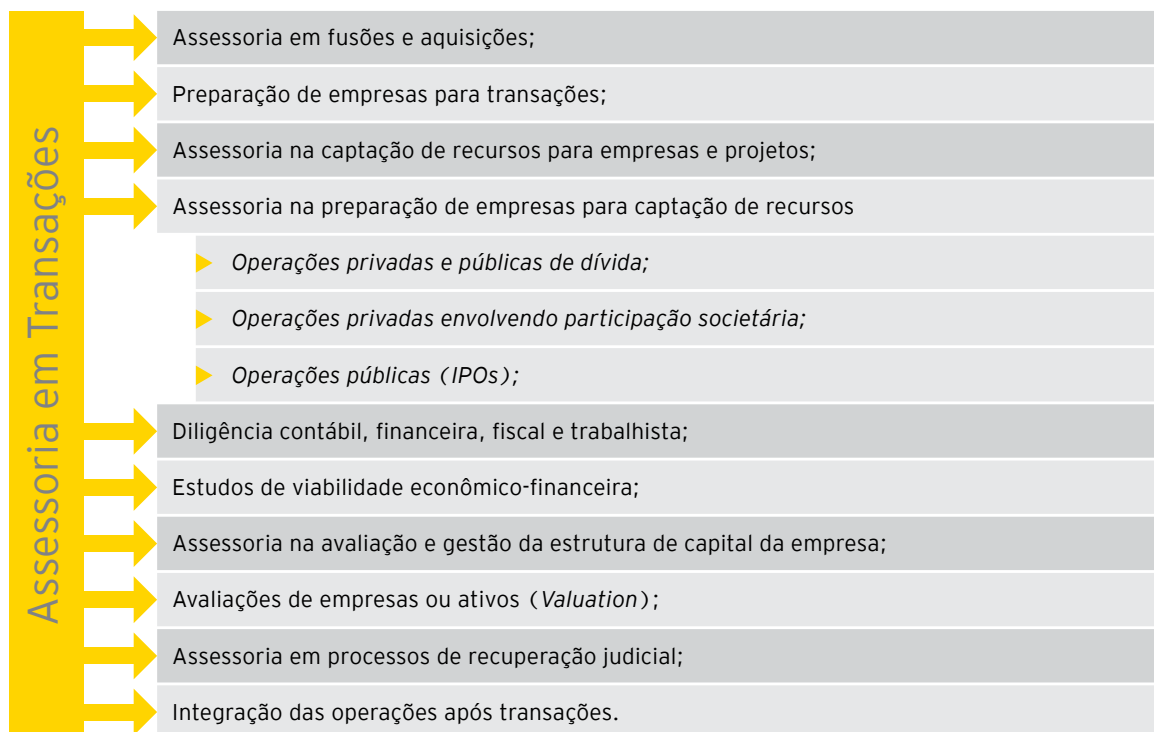 Assessoria em Transações
Assessoria em fusões e aquisições;
Preparação de empresas para transações;
Assessoria na captação de recursos para empresas e projetos;
Assessoria na preparação de empresas para captação de recursos
Operações privadas e públicas de dívida;
Operações privadas envolvendo participação societária;
Operações públicas (IPOs);
Diligência contábil, financeira, fiscal e trabalhista;
Estudos de viabilidade econômico-financeira;
Assessoria na avaliação e gestão da estrutura de capital da empresa;
Avaliações de empresas ou ativos (Valuation);
Assessoria em processos de recuperação judicial;
Integração das operações após transações.